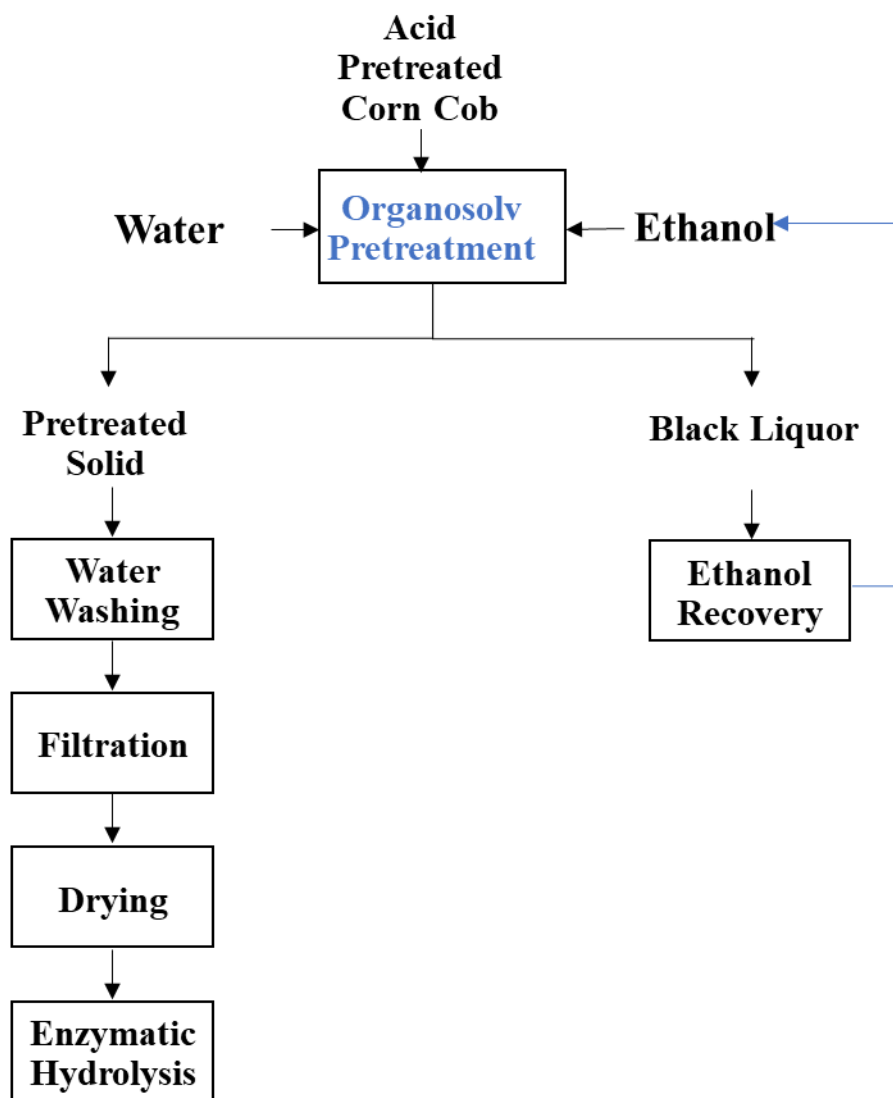 Acid
Pretreated
Corn Cob
Water
Organosolv
Pretreatment
Ethanol
Pretreated
Solid
Black Liquor
Water
Washing
Ethanol
Recovery
Filtration
Drying
Enzymatic
Hydrolysis